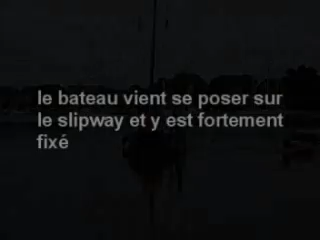 le bateau vient se poser sur
le slipway et y est fortement
fixé